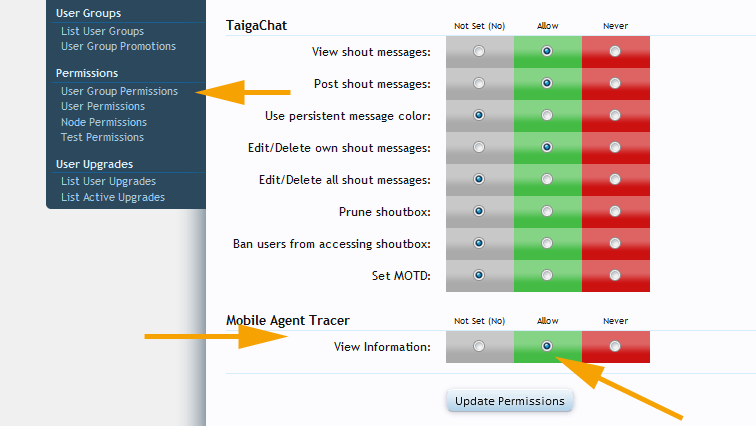 User Groups
List User Groups
User Group Promotions
Permissions
User Group Permissions
User Permissions
Node Permissions
Test Permissions
User Upgrades
List User Upgrades
List Active Upgrades
TaigaChat Not Set (No) Allow Never
View shout messages:
Post shout messages:
Use persistent message color:
Edit/Delete own shout messages:
Edit/Delete all shout messages:
Prune shoutbox:
Ban users from accessing shoutbox:
Set MOTD:
Mobile Agent Tracer Not Set (No) Allow Never
View Information:
Update Permissions